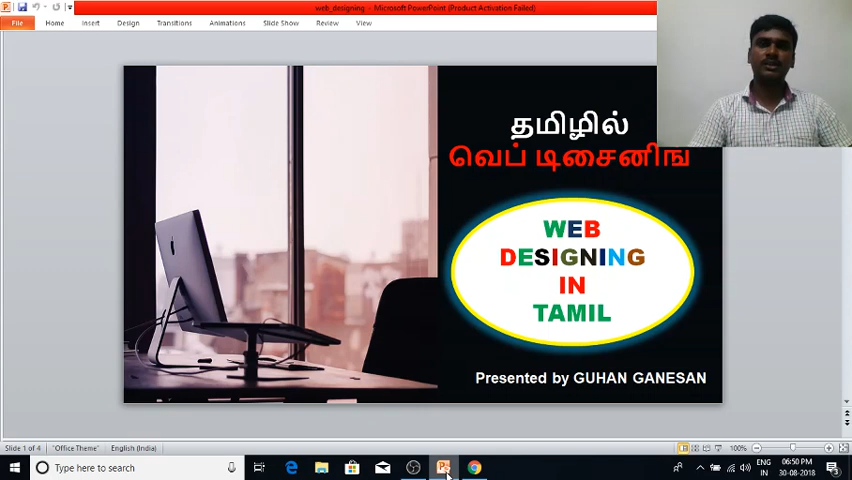 web_designing - Microsoft PowerPoint (Product Activation Failed)
File Home Insert Design Transitions Animations Slide Show Review View
தமிழில்
வெப் டிசைனிங்
WEB
DESIGNING
IN
TAMIL
Presented by GUHAN GANESAN
Slide 1 of 4 "Office Theme" English (India) 100%
Type here to search
ENG 06:50 PM
IN 30-08-2018